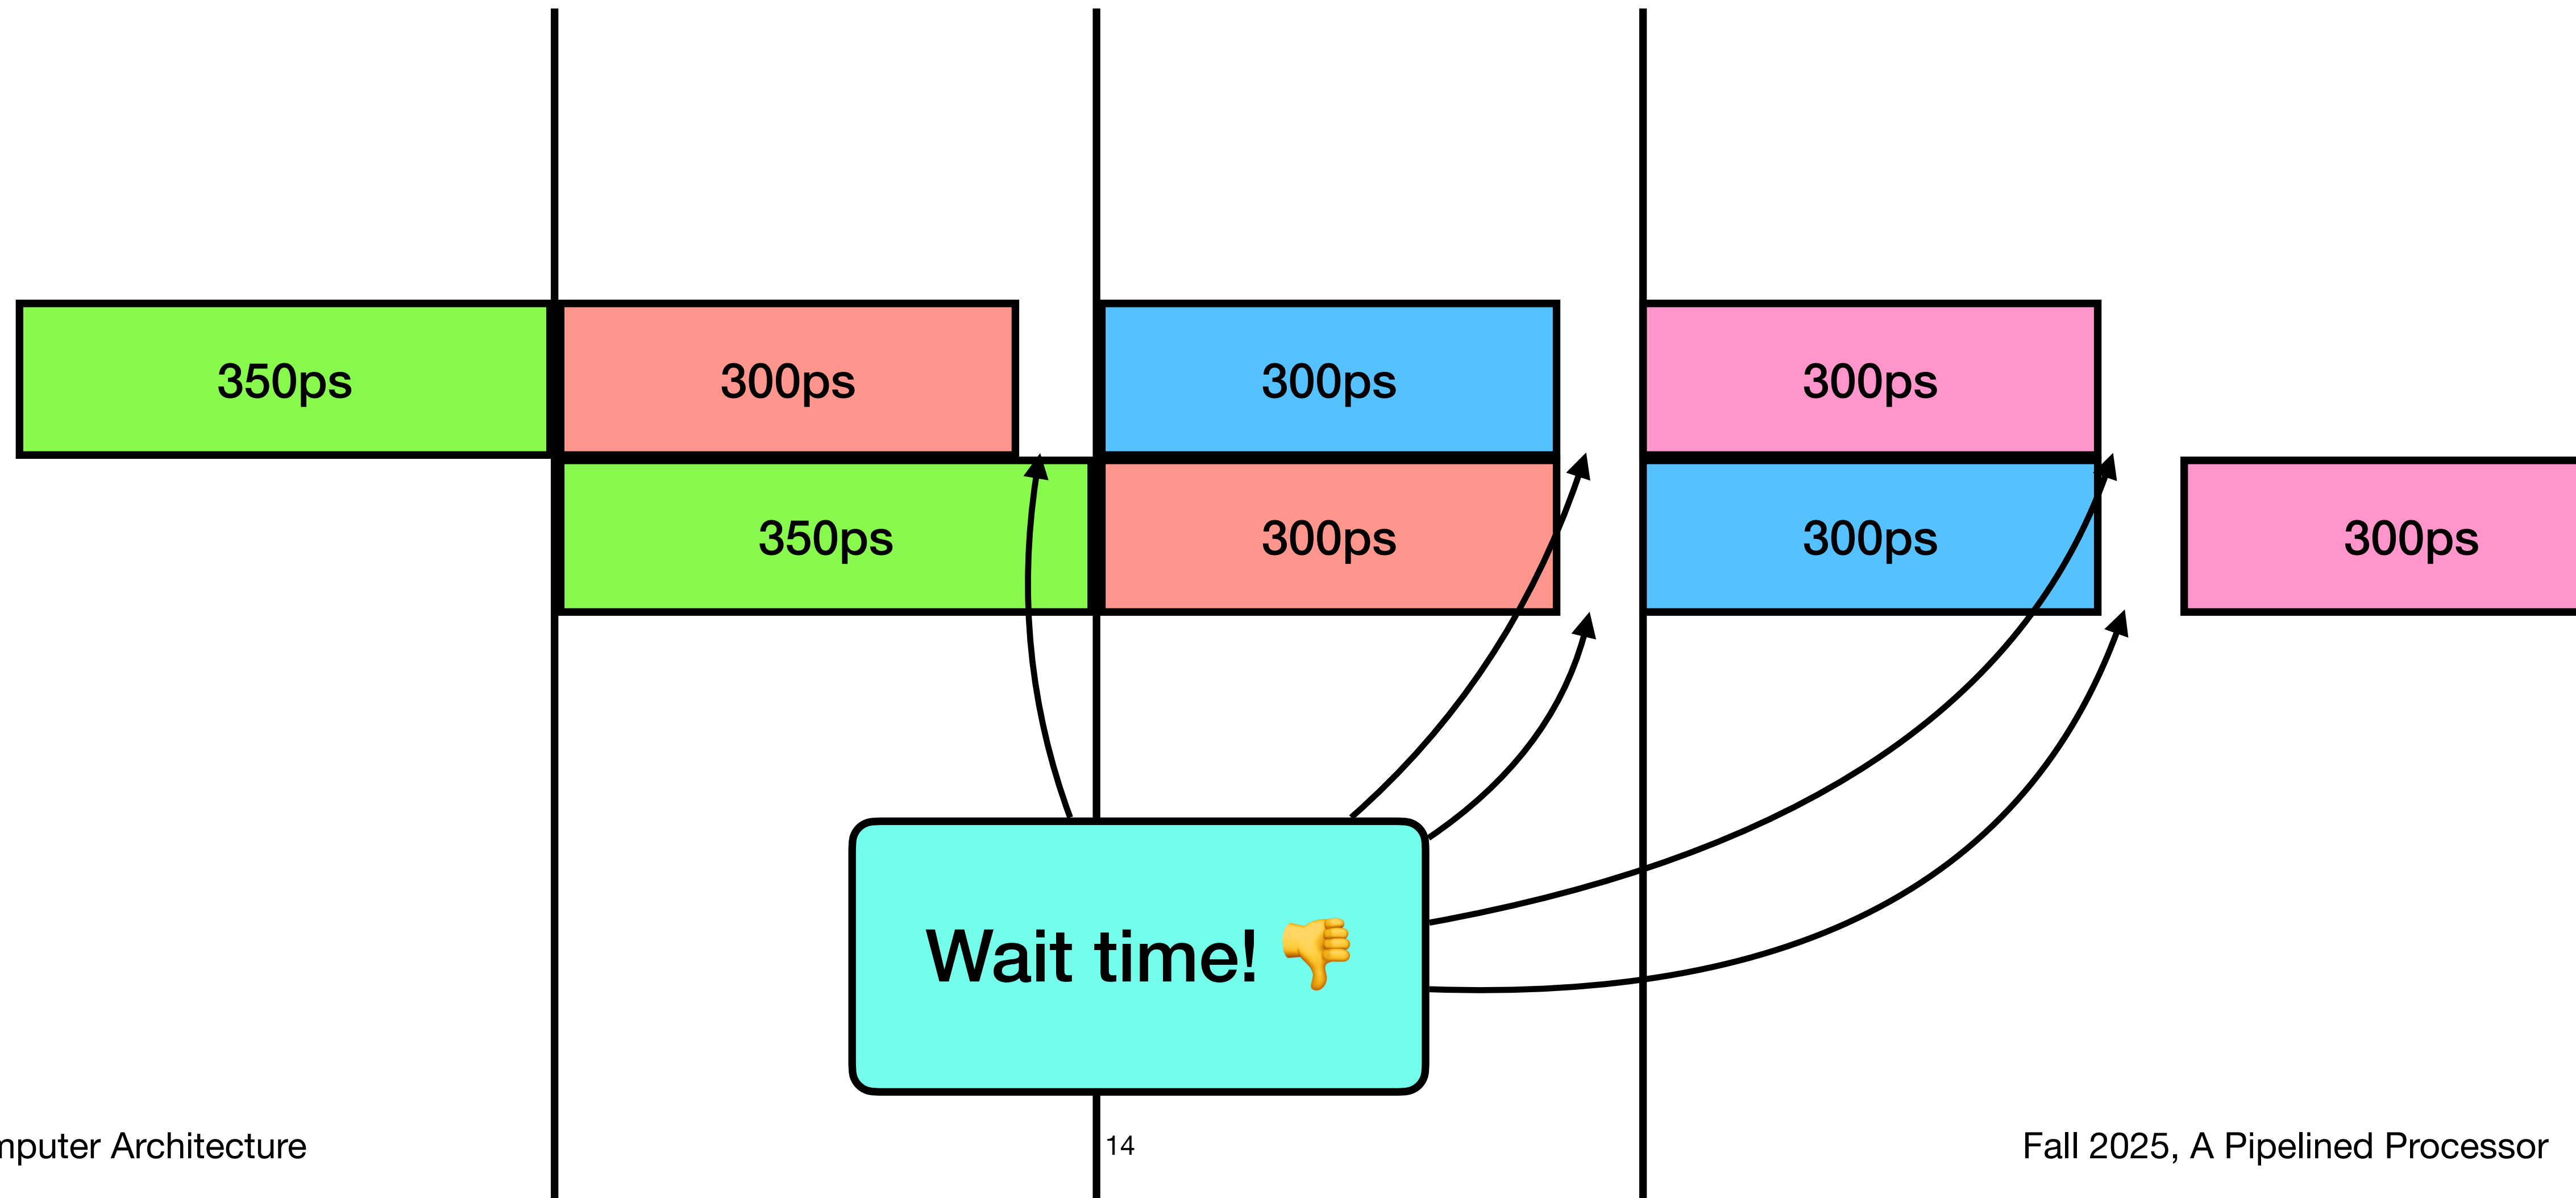 350ps
300ps
300ps
300ps
350ps
300ps
300ps
300ps
Wait time! 👎
mputer Architecture
14
Fall 2025, A Pipelined Processor